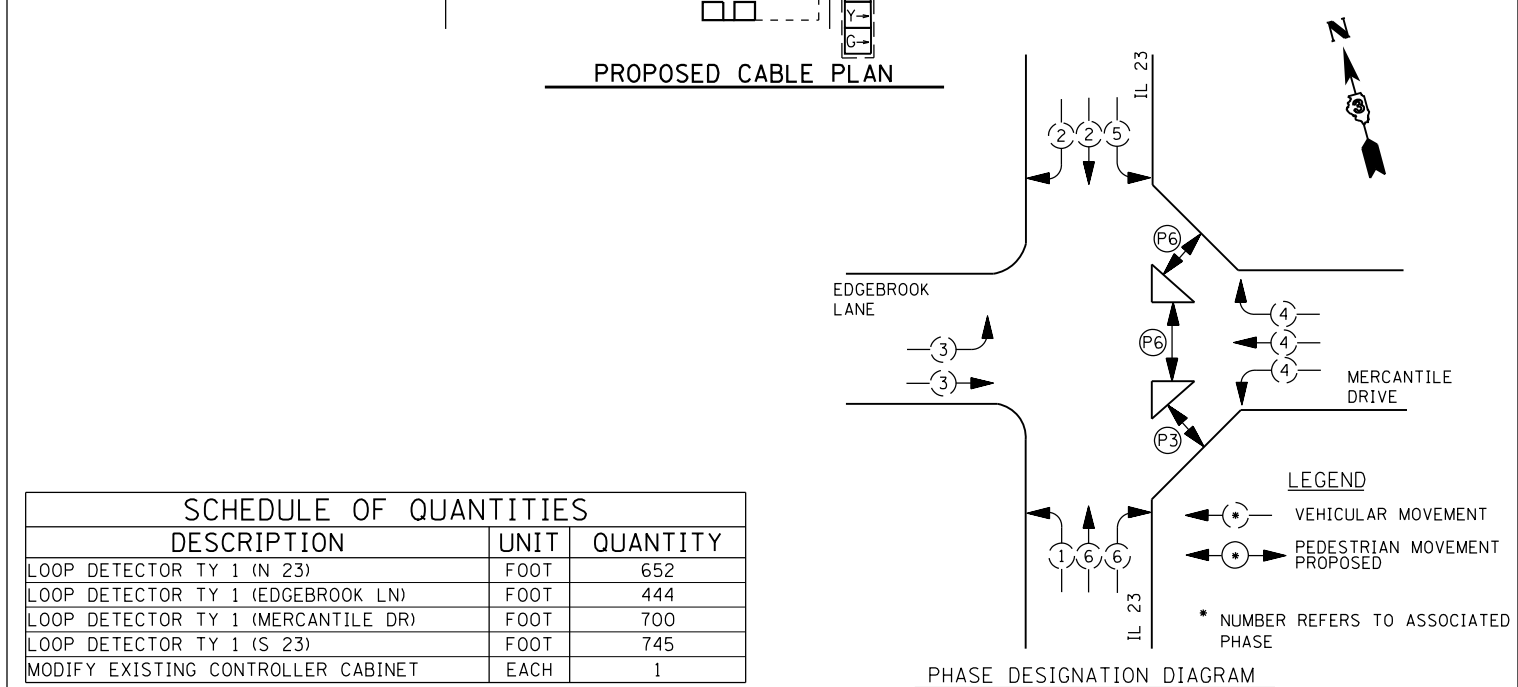 Y
G
PROPOSED CABLE PLAN
N
3
IL 23
2 2 5
P6
EDGEBROOK
LANE
4
3
P6
4
3
4
MERCANTILE
DRIVE
P3
1 6 6
IL 23
LEGEND
* VEHICULAR MOVEMENT
* PEDESTRIAN MOVEMENT
PROPOSED
* NUMBER REFERS TO ASSOCIATED
PHASE
PHASE DESIGNATION DIAGRAM
SCHEDULE OF QUANTITIES
DESCRIPTION UNIT QUANTITY
LOOP DETECTOR TY 1 (N 23) FOOT 652
LOOP DETECTOR TY 1 (EDGEBROOK LN) FOOT 444
LOOP DETECTOR TY 1 (MERCANTILE DR) FOOT 700
LOOP DETECTOR TY 1 (S 23) FOOT 745
MODIFY EXISTING CONTROLLER CABINET EACH 1